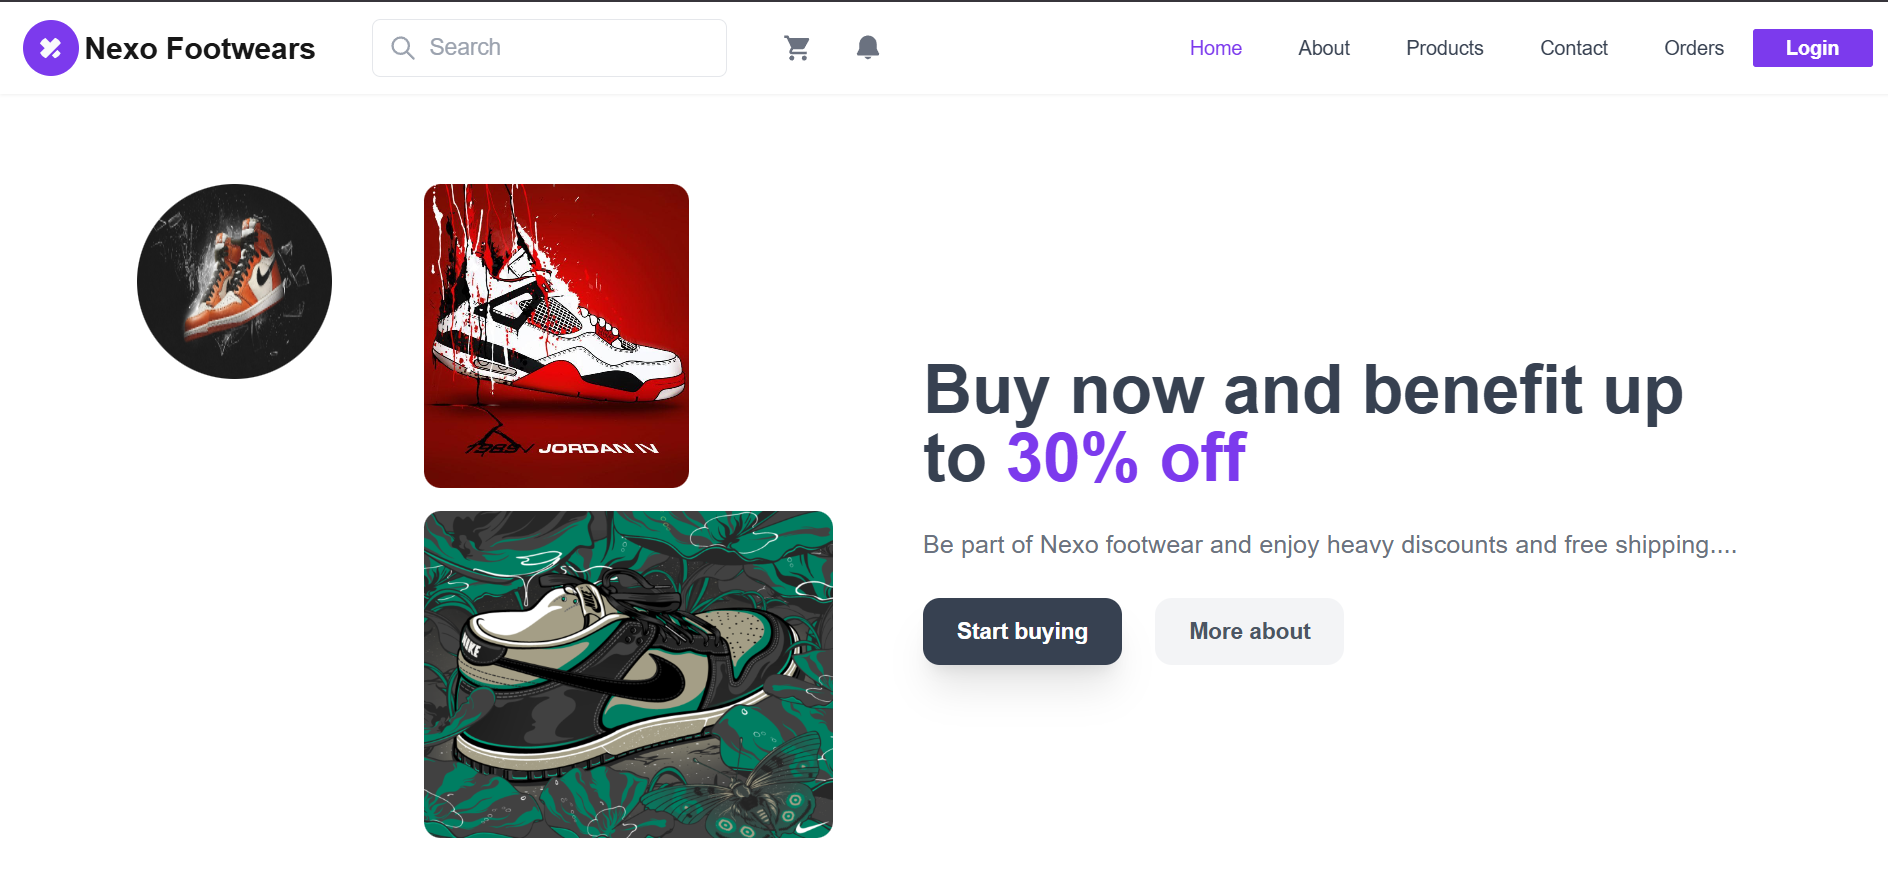 Nexo Footwears
Search
Home
About
Products
Contact
Orders
Login
JORDAN IV
NIKE
NIKE
Buy now and benefit up
to 30% off
Be part of Nexo footwear and enjoy heavy discounts and free shipping....
Start buying
More about